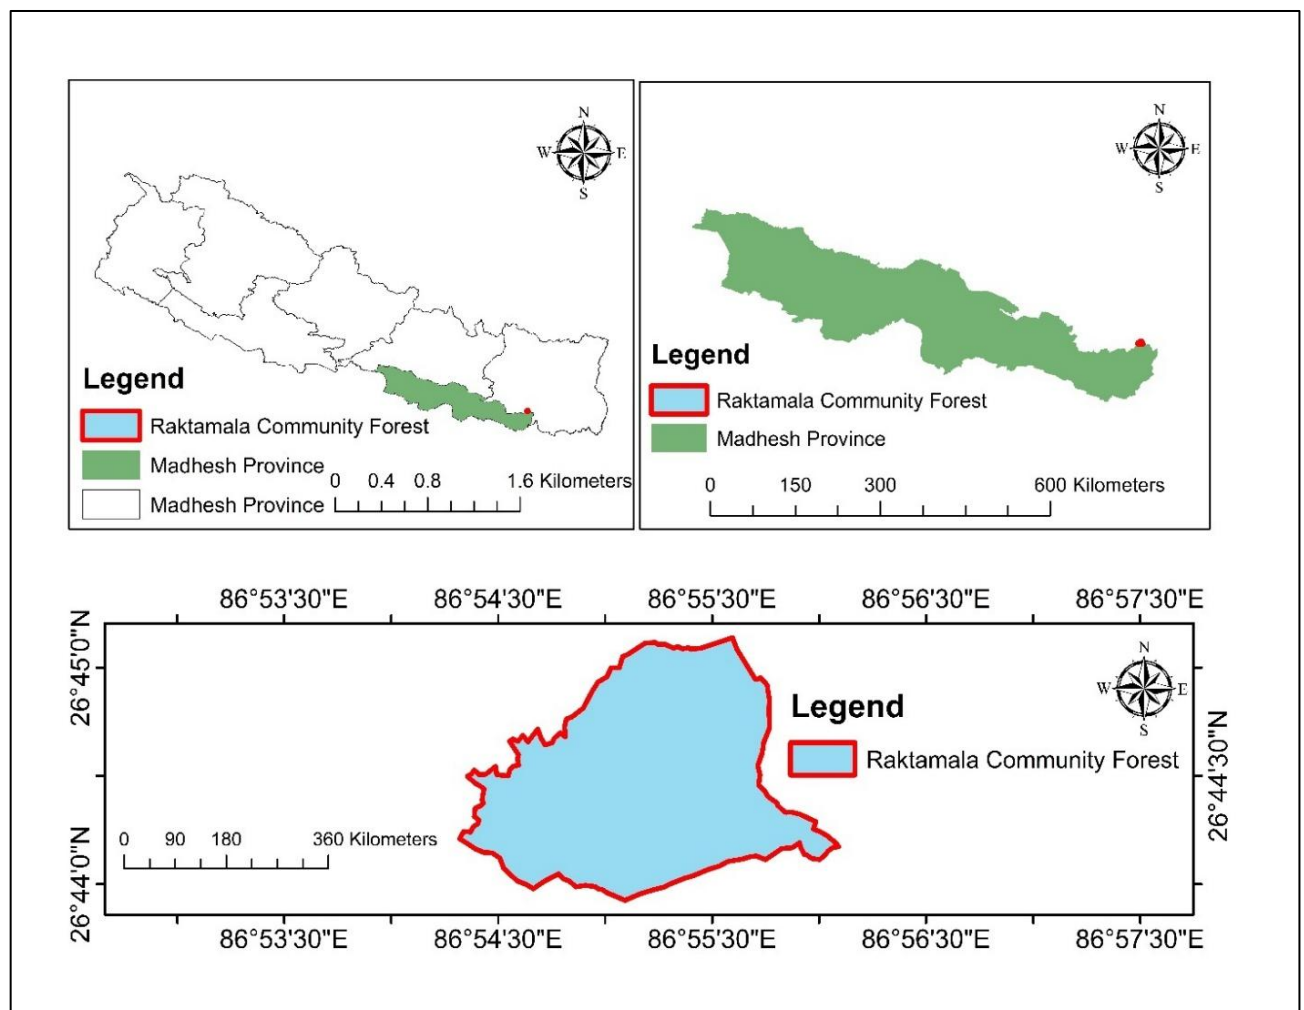 N
W E
S
Legend
Raktamala Community Forest
Madhesh Province
Madhesh Province
0 0.4 0.8 1.6 Kilometers
N
W E
S
Legend
Raktamala Community Forest
Madhesh Province
0 150 300 600 Kilometers
86°53'30"E 86°54'30"E 86°55'30"E 86°56'30"E 86°57'30"E
26°45'0"N
26°44'0"N
N
W E
S
Legend
Raktamala Community Forest
26°44'30"N
0 90 180 360 Kilometers
86°53'30"E 86°54'30"E 86°55'30"E 86°56'30"E 86°57'30"E